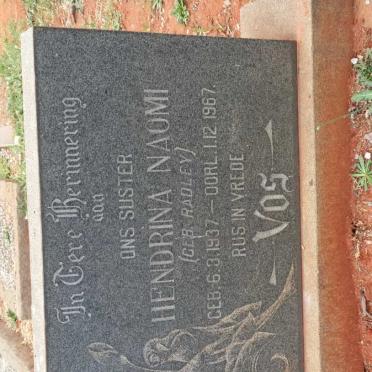 In Tere Herinnering
aan
ONS SUSTER
HENDRINA NAOMI
(GEB. RADLEY)
GEB. 6.3.1937 — OORL. 1.12.1967.
RUS IN VREDE
VOS